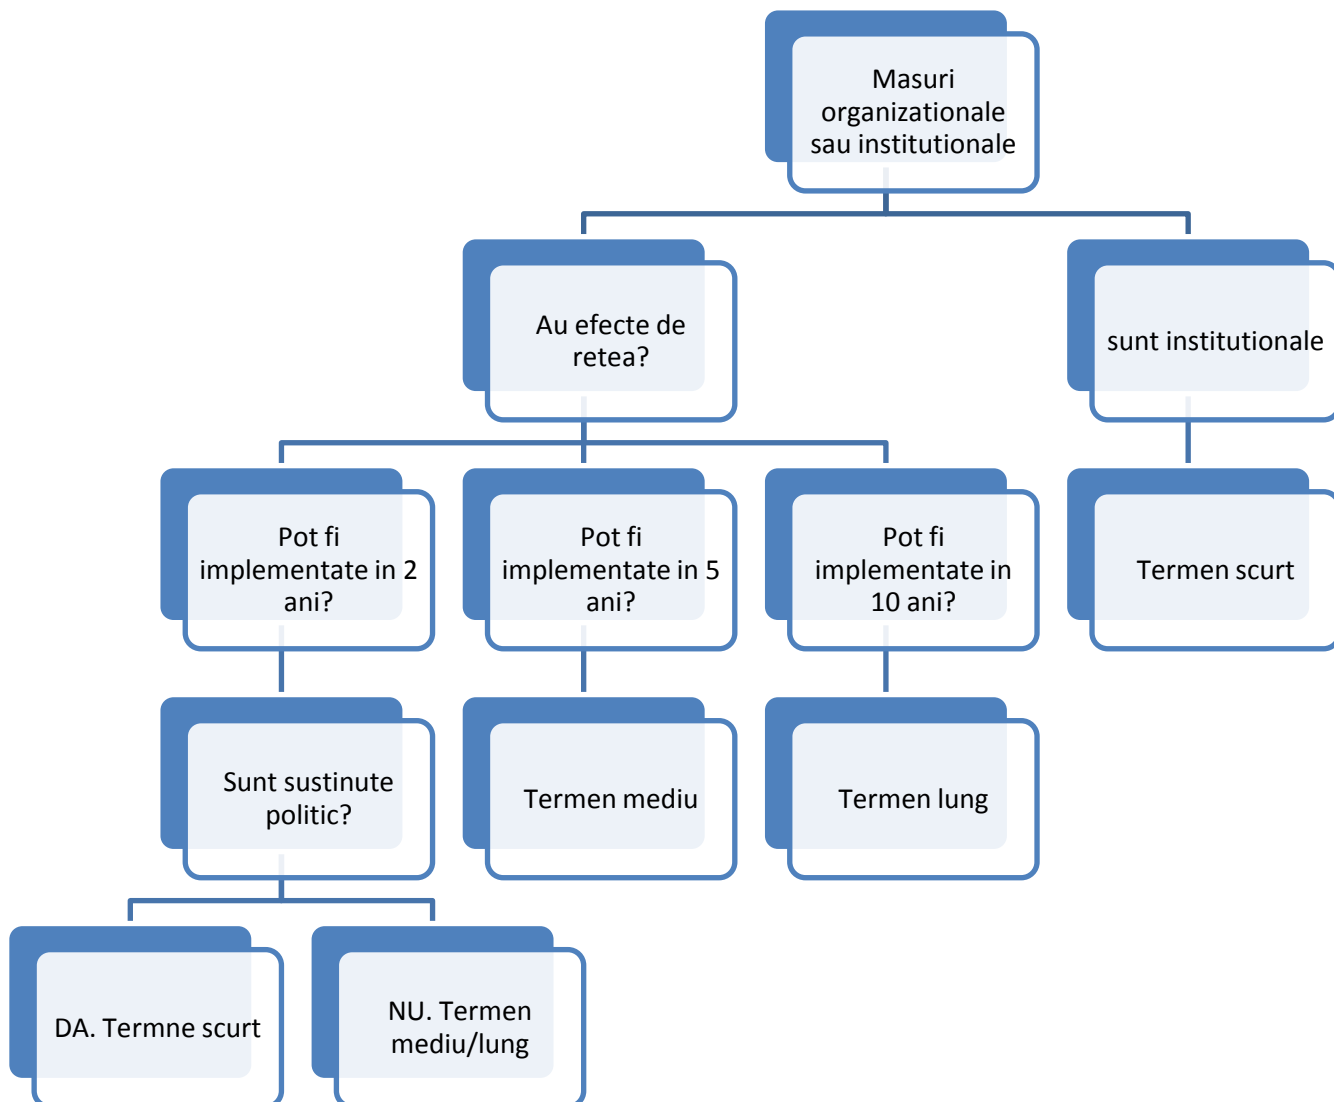 Masuri
organizationale
sau institutionale
Au efecte de
retea?
sunt institutionale
Pot fi
implementate in 2
ani?
Pot fi
implementate in 5
ani?
Pot fi
implementate in
10 ani?
Termen scurt
Sunt sustinute
politic?
Termen mediu
Termen lung
DA. Termne scurt
NU. Termen
mediu/lung